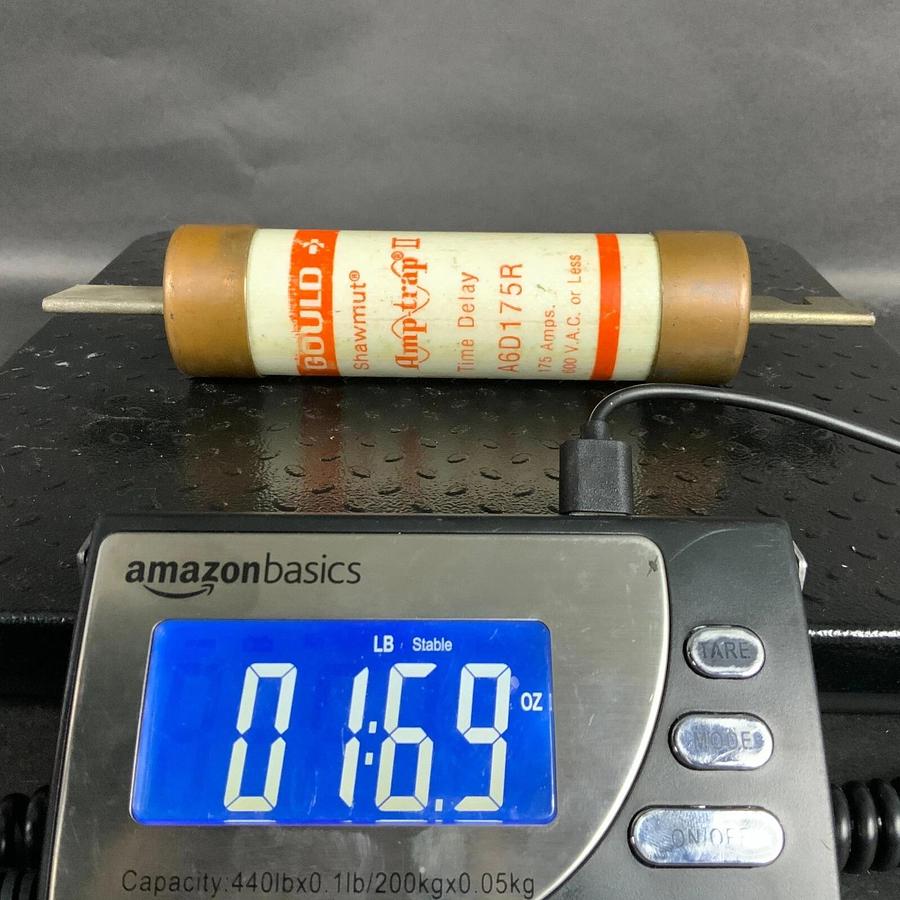 GOULD
Shawmut®
Amp-trap® II
Time Delay
A6D175R
175 Amps.
600 V.A.C. or Less
amazonbasics
LB Stable
01:6.9 OZ
TARE
MODE
ON/OFF
Capacity:440lbx0.1lb/200kgx0.05kg